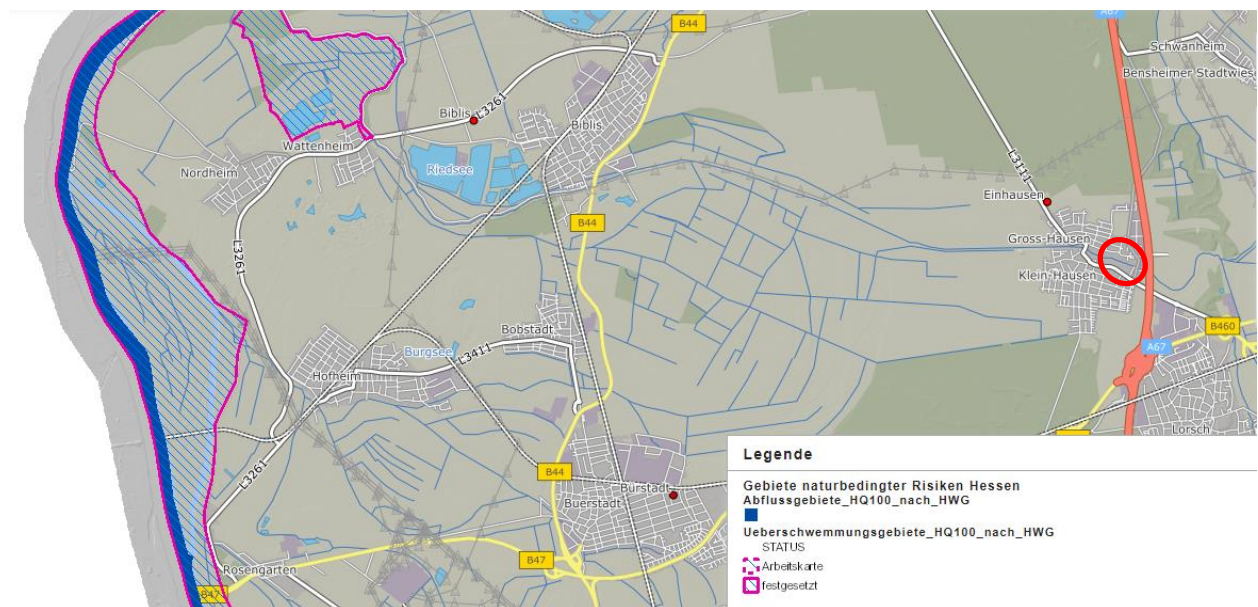 A67
B44
Schwanheim
Bensheimer Stadtwies
L3261
Biblis
Biblis
Wattenheim
L3111
Riedsee
Nordheim
Einhausen
B44
Gross-Hausen
L3261
Klein-Hausen
B460
Bobstadt
A67
Burgsee
L3411
Hofheim
Lorsch
L3261
B44
Bürstadt
Buerstadt
B47
Rosengarten
B47
Legende
Gebiete naturbedingter Risiken Hessen
Abflussgebiete_HQ100_nach_HWG
Ueberschwemmungsgebiete_HQ100_nach_HWG
STATUS
Arbeitskarte
festgesetzt